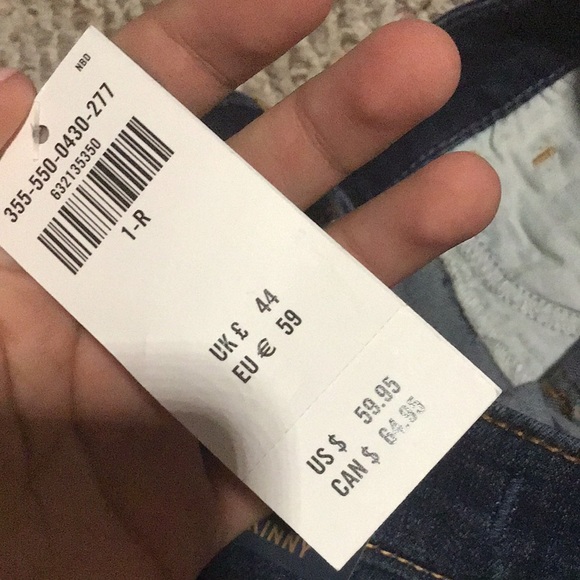 NBD
355-550-0430-277
632135350
1-R
UK £ 44
EU € 59
US $ 59.95
CAN $ 64.95
KINNY